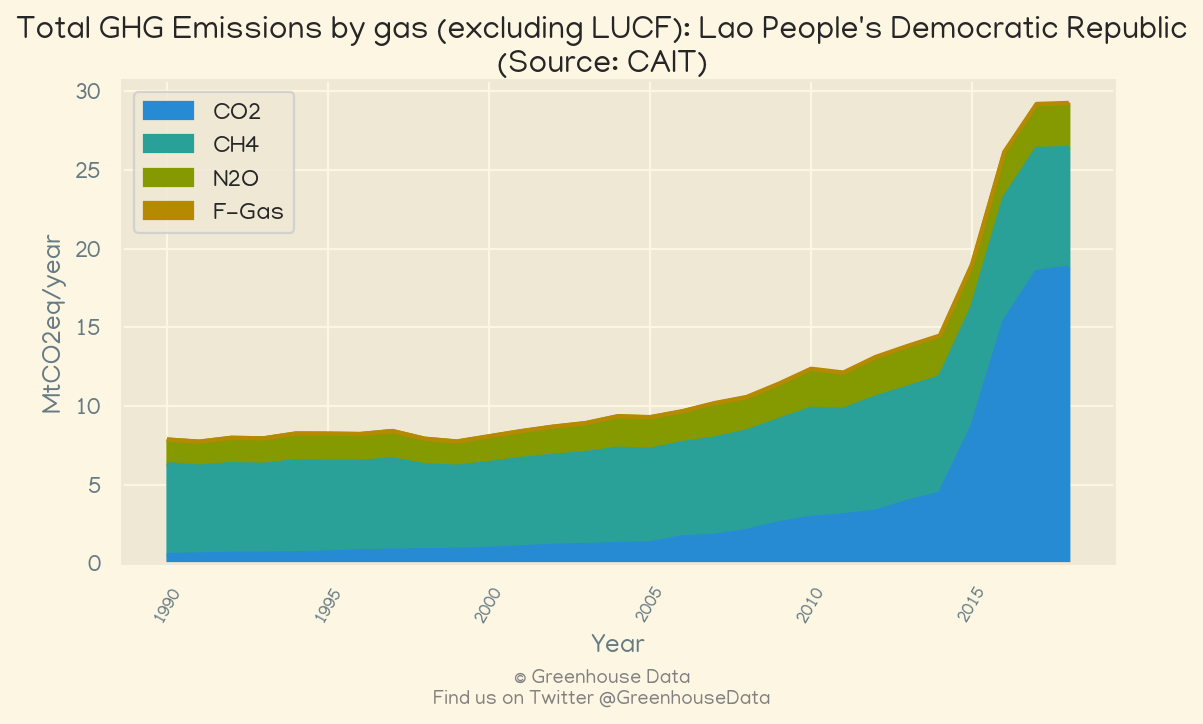 Total GHG Emissions by gas (excluding LUCF): Lao People's Democratic Republic
(Source: CAIT)
CO2
CH4
N2O
F-Gas
MtCO2eq/year
30
25
20
15
10
5
0
1990
1995
2000
2005
2010
2015
Year
© Greenhouse Data
Find us on Twitter @GreenhouseData